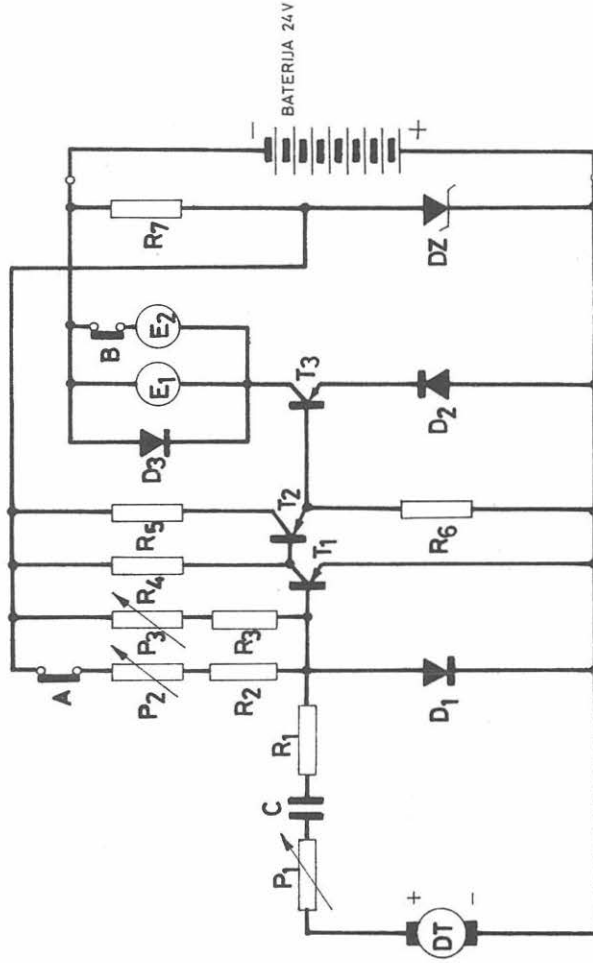 BATERIJA 24V
−
+
R7
DZ
B
E2
E1
D3
T3
D2
R5
T2
R4
T1
R6
P3
R3
A
P2
R2
D1
R1
C
P1
+
DT
−